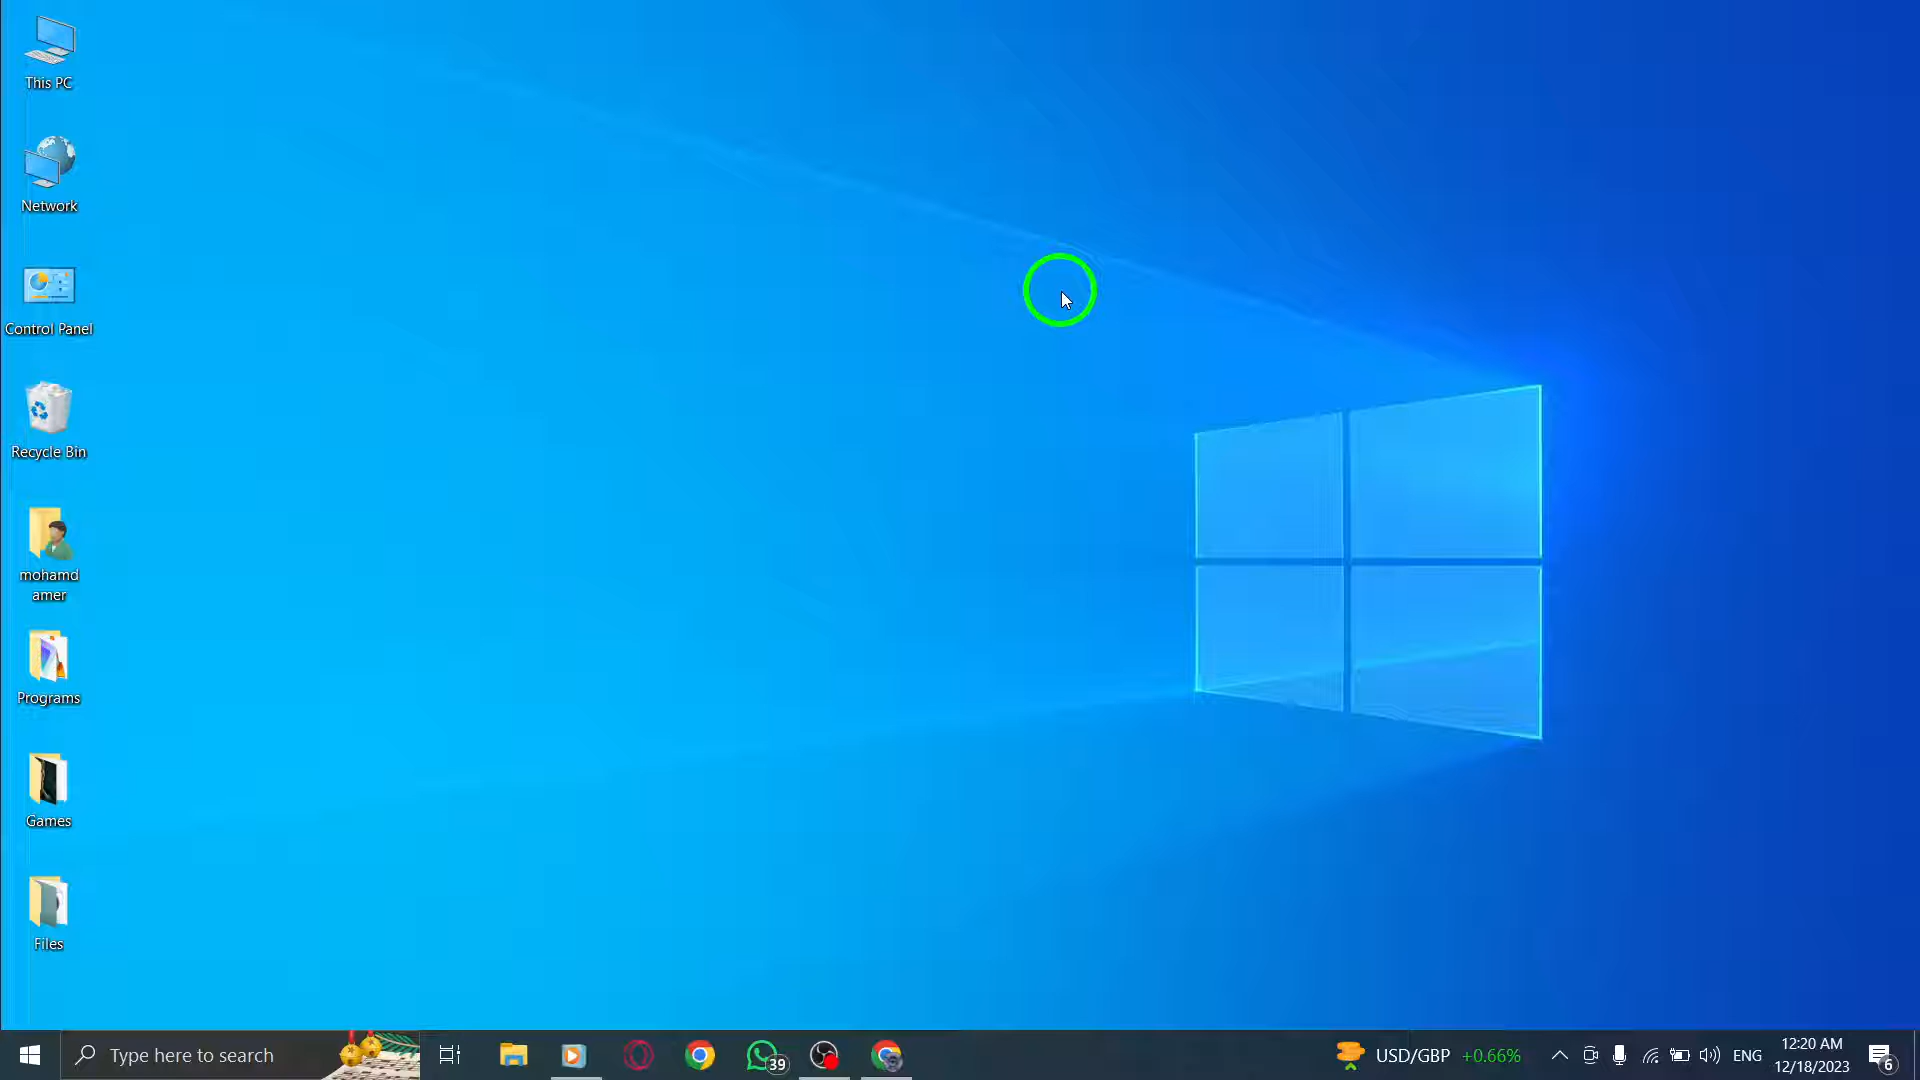 This PC
Network
Control Panel
Recycle Bin
mohamd
amer
Programs
Games
Files
Type here to search
39
USD/GBP +0.66%
ENG
12:20 AM
12/18/2023
6